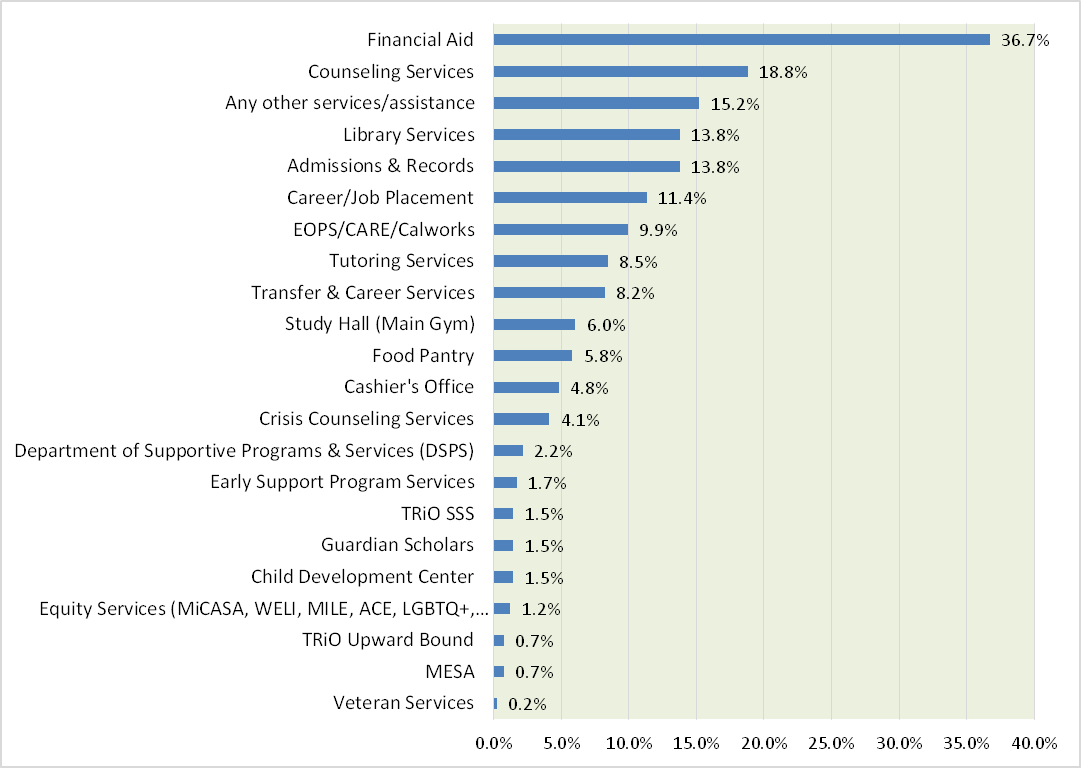 Financial Aid 36.7%
Counseling Services 18.8%
Any other services/assistance 15.2%
Library Services 13.8%
Admissions & Records 13.8%
Career/Job Placement 11.4%
EOPS/CARE/Calworks 9.9%
Tutoring Services 8.5%
Transfer & Career Services 8.2%
Study Hall (Main Gym) 6.0%
Food Pantry 5.8%
Cashier's Office 4.8%
Crisis Counseling Services 4.1%
Department of Supportive Programs & Services (DSPS) 2.2%
Early Support Program Services 1.7%
TRiO SSS 1.5%
Guardian Scholars 1.5%
Child Development Center 1.5%
Equity Services (MiCASA, WELI, MILE, ACE, LGBTQ+,... 1.2%
TRiO Upward Bound 0.7%
MESA 0.7%
Veteran Services 0.2%
0.0% 5.0% 10.0% 15.0% 20.0% 25.0% 30.0% 35.0% 40.0%